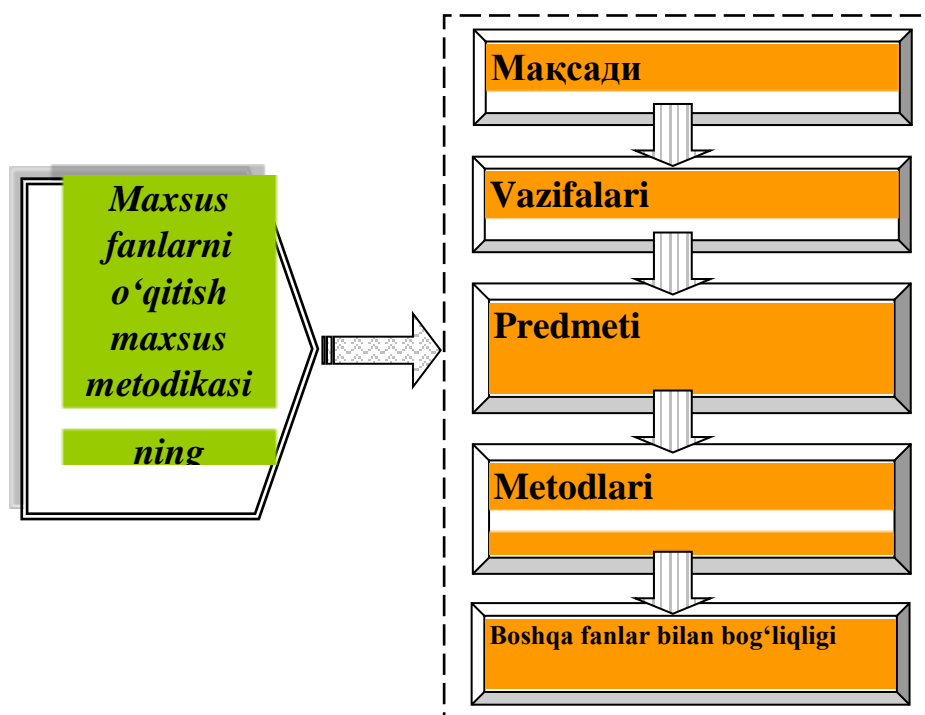 Maxsus
fanlarni
o‘qitish
maxsus
metodikasi
ning
Мақсади
Vazifalari
Predmeti
Metodlari
Boshqa fanlar bilan bog‘liqligi